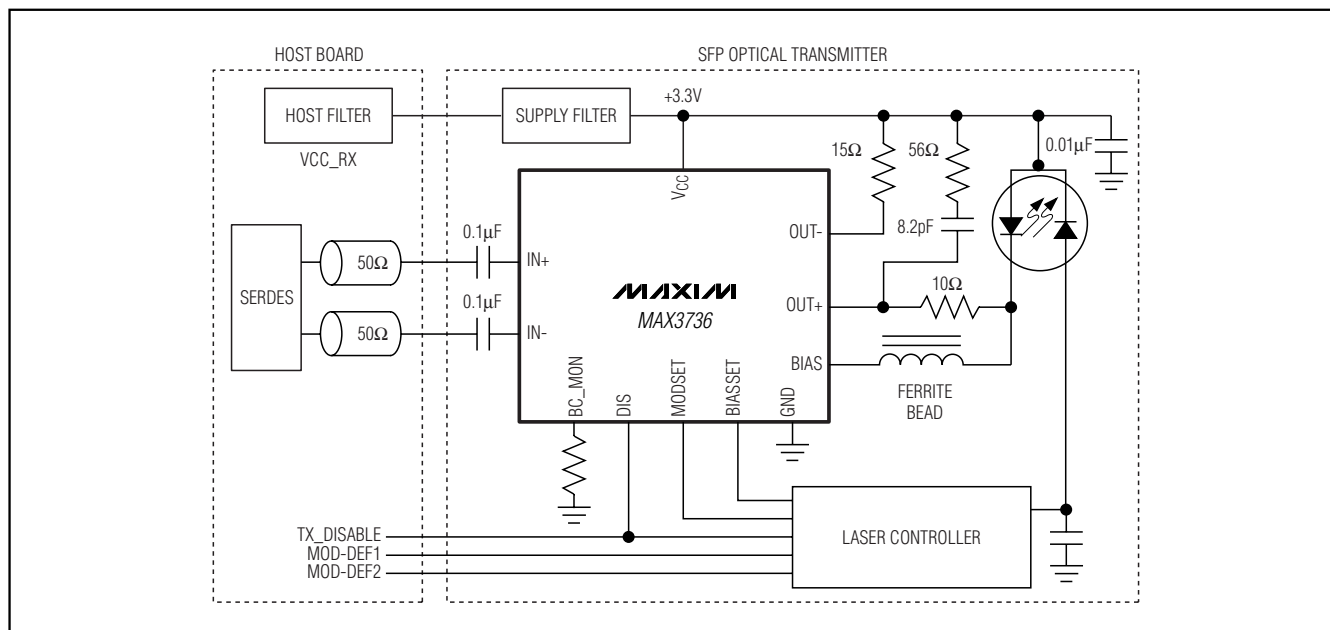 HOST BOARD
SFP OPTICAL TRANSMITTER
HOST FILTER
VCC_RX
SUPPLY FILTER
+3.3V
15Ω
56Ω
0.01μF
VCC
8.2pF
OUT-
SERDES
50Ω
0.1μF
IN+
50Ω
0.1μF
IN-
MAXIM
MAX3736
OUT+
10Ω
BIAS
FERRITE
BEAD
BC_MON
DIS
MODSET
BIASSET
GND
TX_DISABLE
MOD-DEF1
MOD-DEF2
LASER CONTROLLER